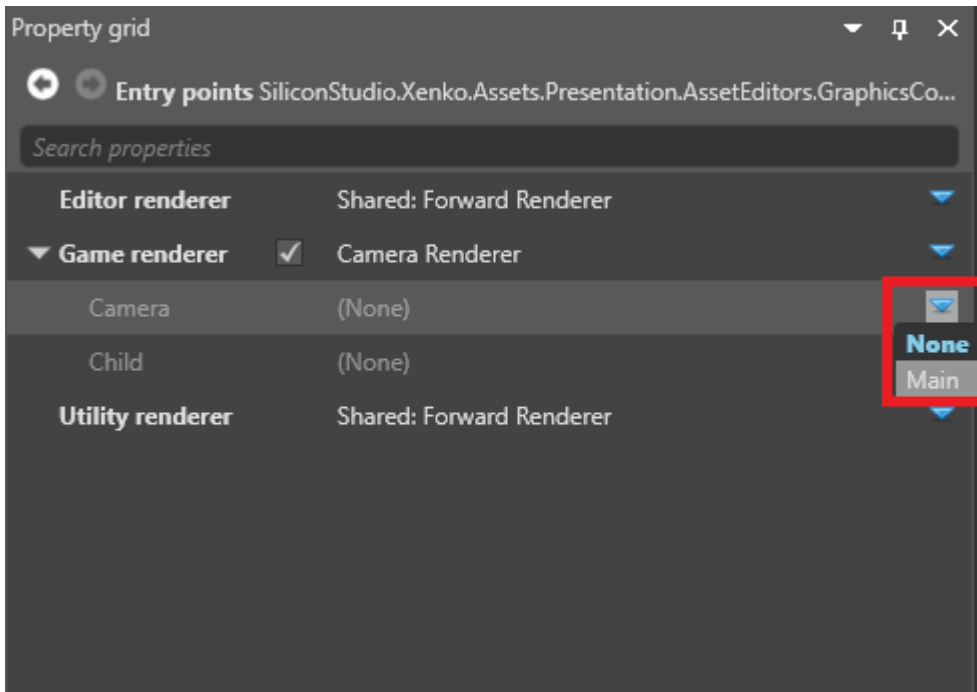 Property grid
Entry points SiliconStudio.Xenko.Assets.Presentation.AssetEditors.GraphicsCo...
Search properties
Editor renderer Shared: Forward Renderer
Game renderer Camera Renderer
Camera (None)
None
Child (None)
Main
Utility renderer Shared: Forward Renderer